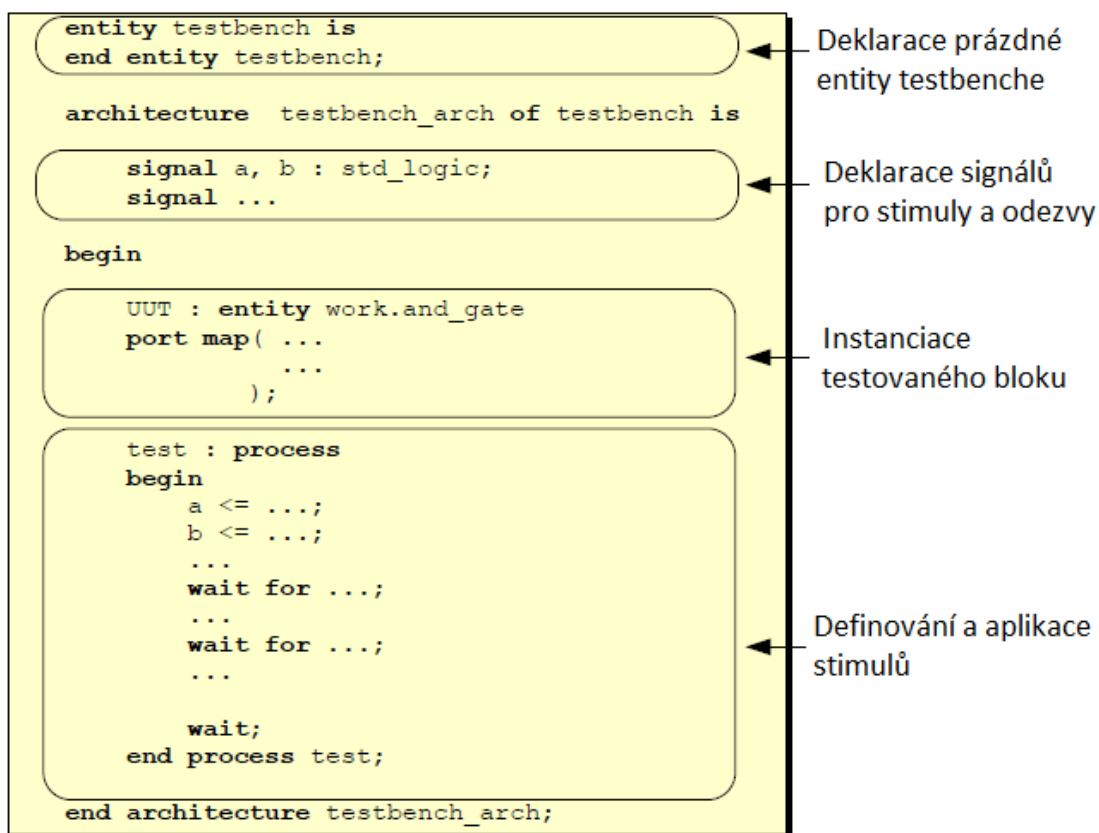 entity testbench is
end entity testbench;
Deklarace prázdné
entity testbenche
architecture testbench_arch of testbench is
signal a, b : std_logic;
signal ...
Deklarace signálů
pro stimuly a odezvy
begin
UUT : entity work.and_gate
port map( ...
...
);
Instanciace
testovaného bloku
test : process
begin
a <= ...;
b <= ...;
...
wait for ...;
...
wait for ...;
...
wait;
end process test;
Definování a aplikace
stimulů
end architecture testbench_arch;